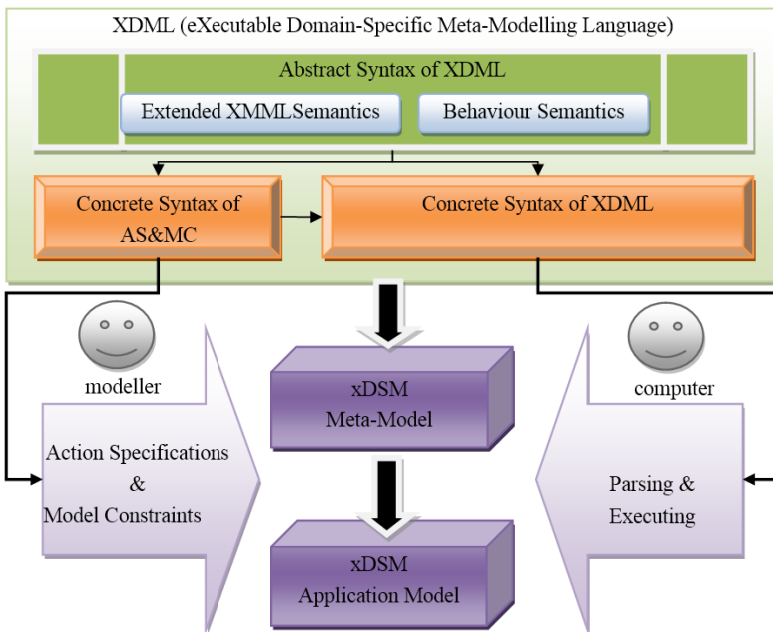 XDML (eXecutable Domain-Specific Meta-Modelling Language)
Abstract Syntax of XDML
Extended XMMLSemantics
Behaviour Semantics
Concrete Syntax of
AS&MC
Concrete Syntax of XDML
modeller
computer
xDSM
Meta-Model
Action Specifications
&
Model Constraints
Parsing &
Executing
xDSM
Application Model